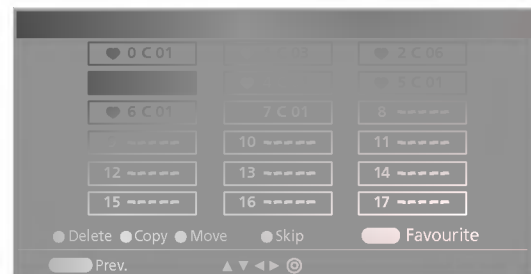 ♥ 0 C 01 ♥ 2 C 06
♥ 5 C 01
♥ 6 C 01 7 C 01 8 -----
----- 10 ----- 11 -----
12 ----- 13 ----- 14 -----
15 ----- 16 ----- 17 -----
Delete Copy Move Skip Favourite
Prev.